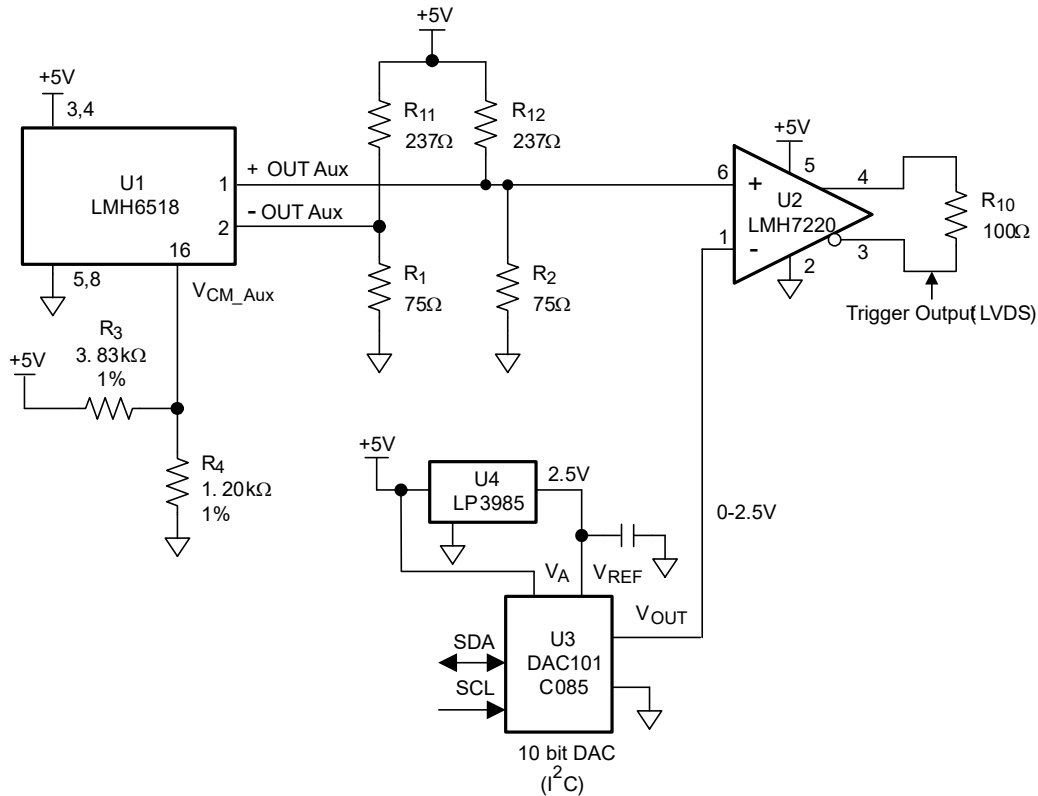 +5V
+5V
3,4
R11
237Ω
R12
237Ω
+5V
5
U1
LMH6518
1
+ OUT Aux
2
- OUT Aux
16
6
+
U2
LMH7220
1
-
4
3
2
R10
100Ω
5,8
VCM_Aux
R1
75Ω
R2
75Ω
Trigger Output(LVDS)
R3
3. 83kΩ
1%
+5V
R4
1. 20kΩ
1%
+5V
U4
LP3985
2.5V
0-2.5V
VA
VREF
VOUT
U3
DAC101
C085
SDA
SCL
10 bit DAC
(I2C)